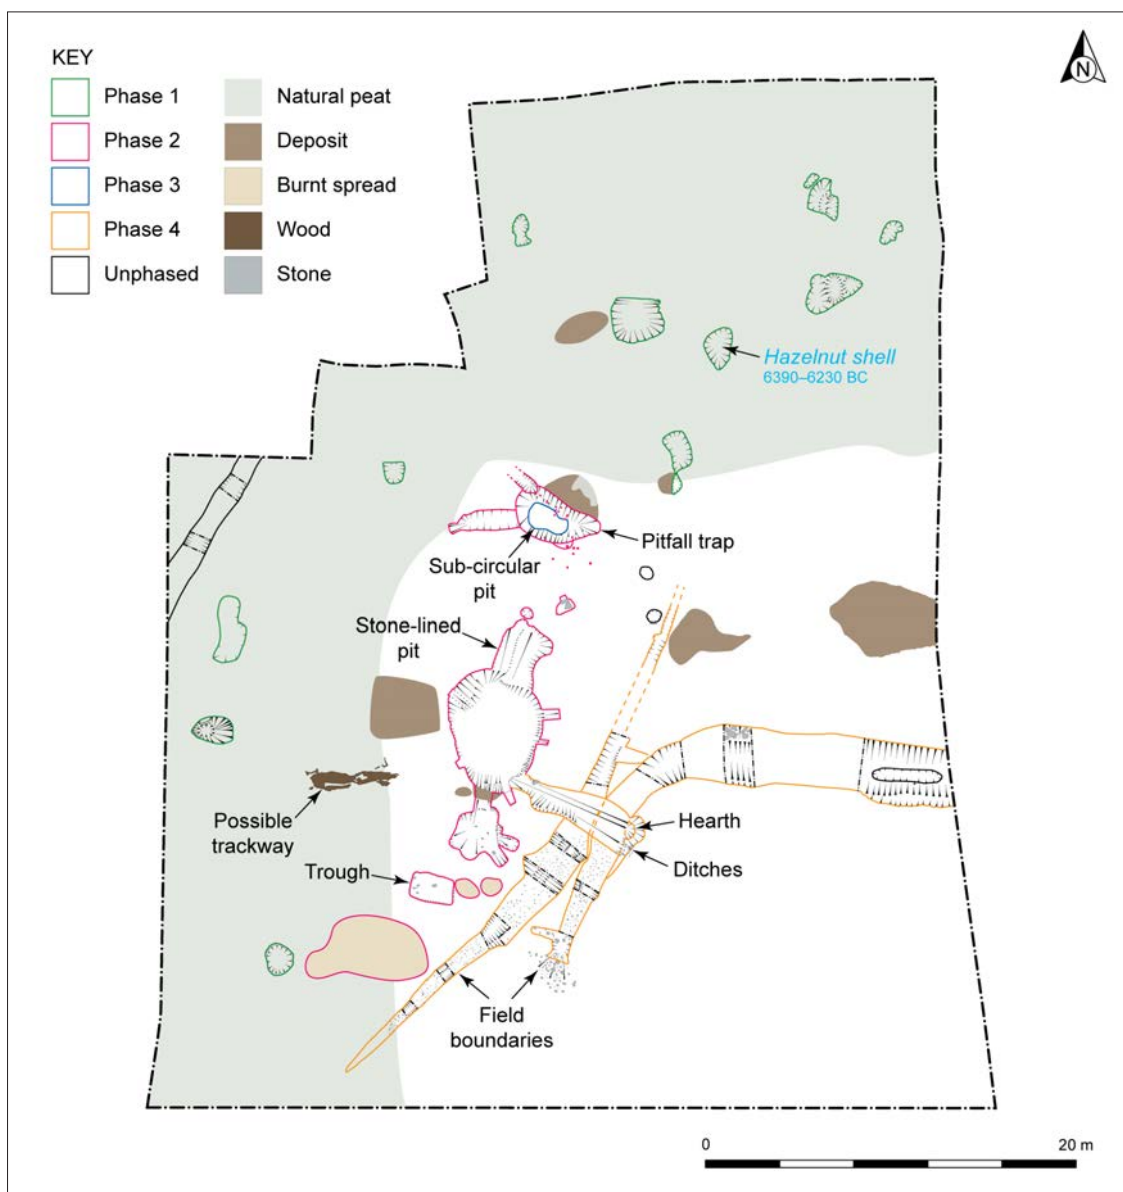 KEY
Phase 1
Natural peat
Phase 2
Deposit
Phase 3
Burnt spread
Phase 4
Wood
Unphased
Stone
N
Hazelnut shell
6390–6230 BC
Pitfall trap
Sub-circular
pit
Stone-lined
pit
Possible
trackway
Hearth
Ditches
Trough
Field
boundaries
0
20 m